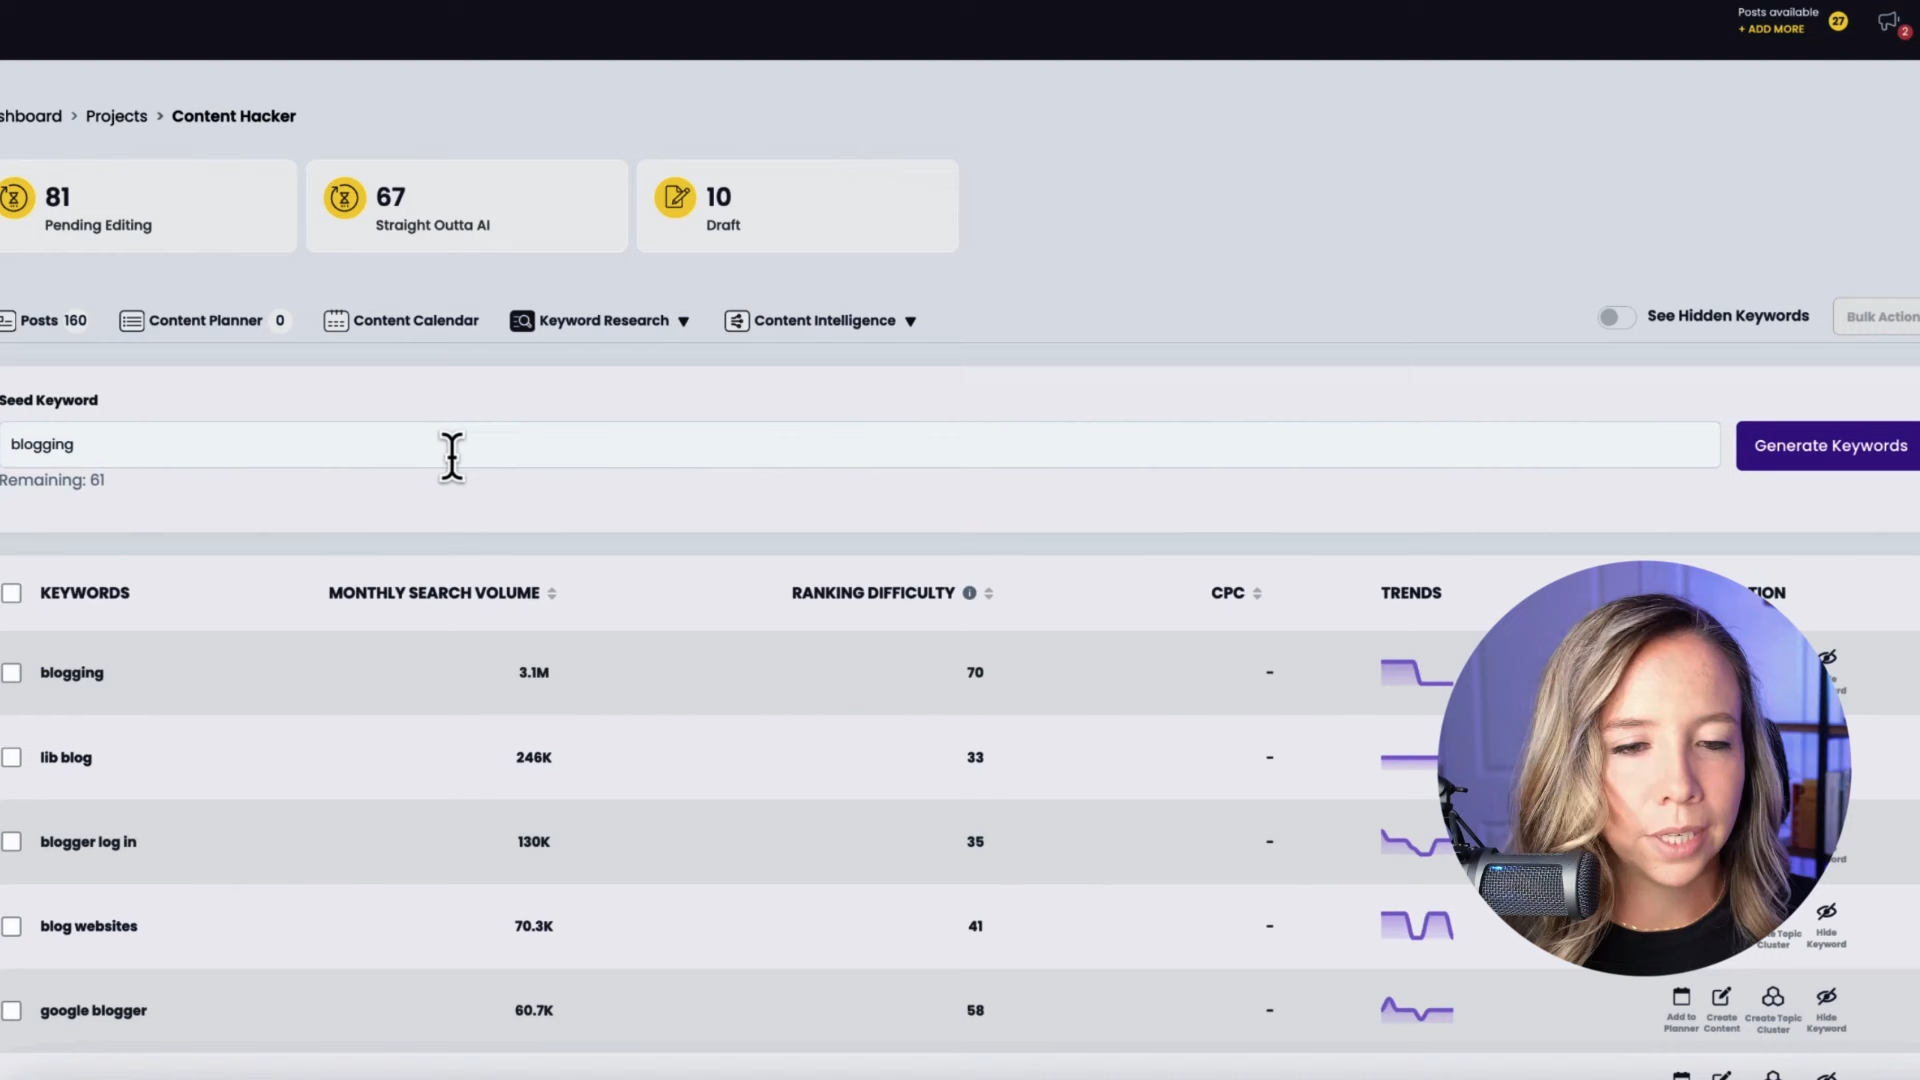 Posts available
+ ADD MORE
27
2
shboard > Projects > Content Hacker
81
Pending Editing
67
Straight Outta AI
10
Draft
Posts 160
Content Planner 0
Content Calendar
Keyword Research
Content Intelligence
See Hidden Keywords
Bulk Action
Seed Keyword
blogging
Generate Keywords
Remaining: 61
KEYWORDS MONTHLY SEARCH VOLUME RANKING DIFFICULTY CPC TRENDS TION
blogging 3.1M 70 -
lib blog 246K 33 -
blogger log in 130K 35 -
blog websites 70.3K 41 -
Topic Cluster
Hide Keyword
google blogger 60.7K 58 -
Add to Planner
Create Content
Create Topic Cluster
Hide Keyword